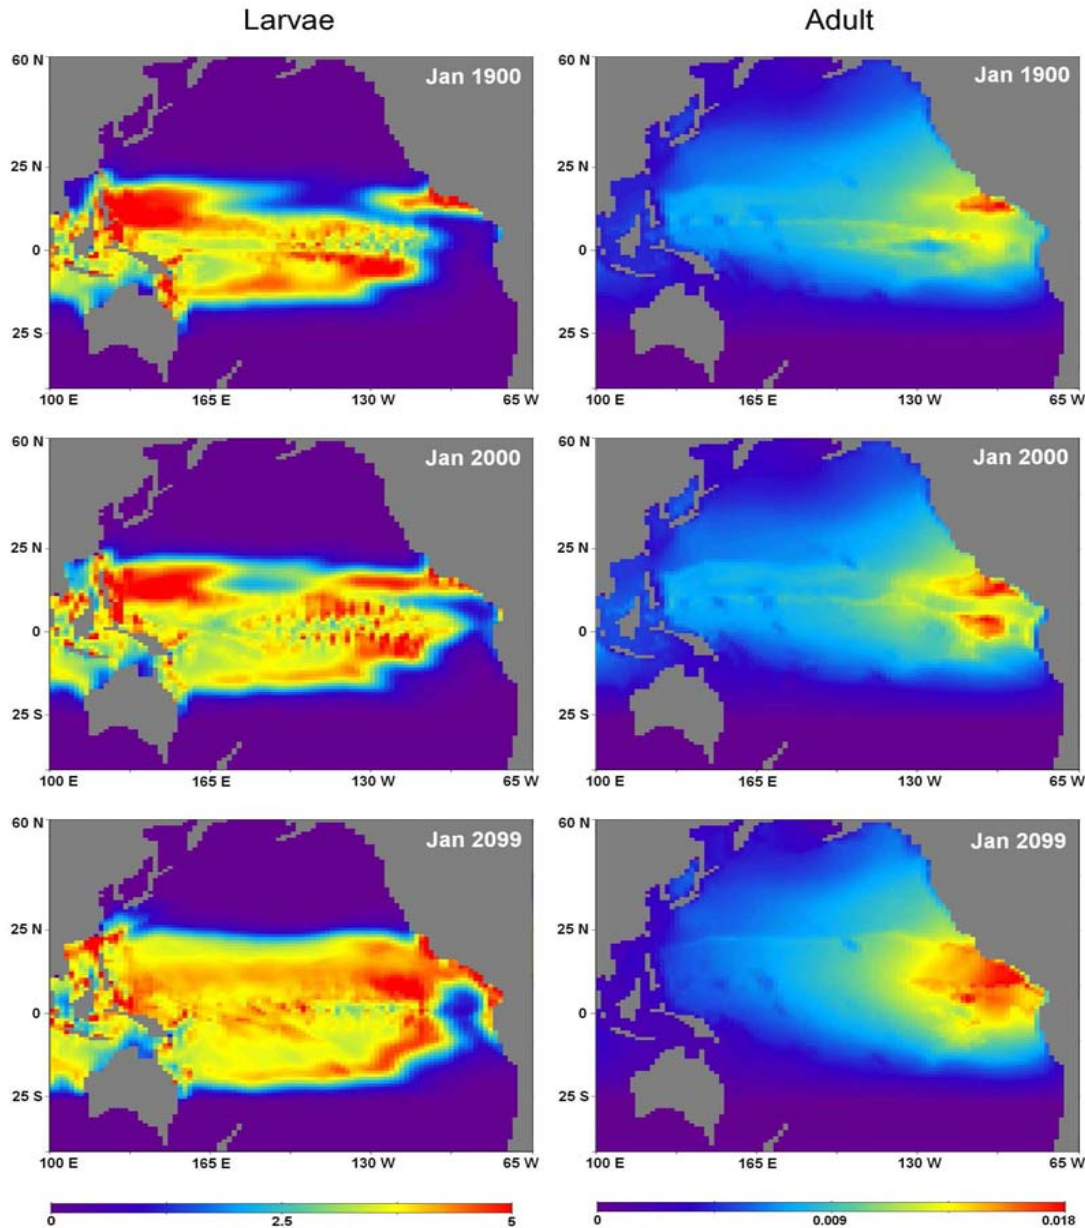 Larvae Adult
60 N Jan 1900 60 N Jan 1900
25 N 25 N
0 0
25 S 25 S
100 E 165 E 130 W 65 W 100 E 165 E 130 W 65 W
60 N Jan 2000 60 N Jan 2000
25 N 25 N
0 0
25 S 25 S
100 E 165 E 130 W 65 W 100 E 165 E 130 W 65 W
60 N Jan 2099 60 N Jan 2099
25 N 25 N
0 0
25 S 25 S
100 E 165 E 130 W 65 W 100 E 165 E 130 W 65 W
0 2.5 5 0 0.009 0.018